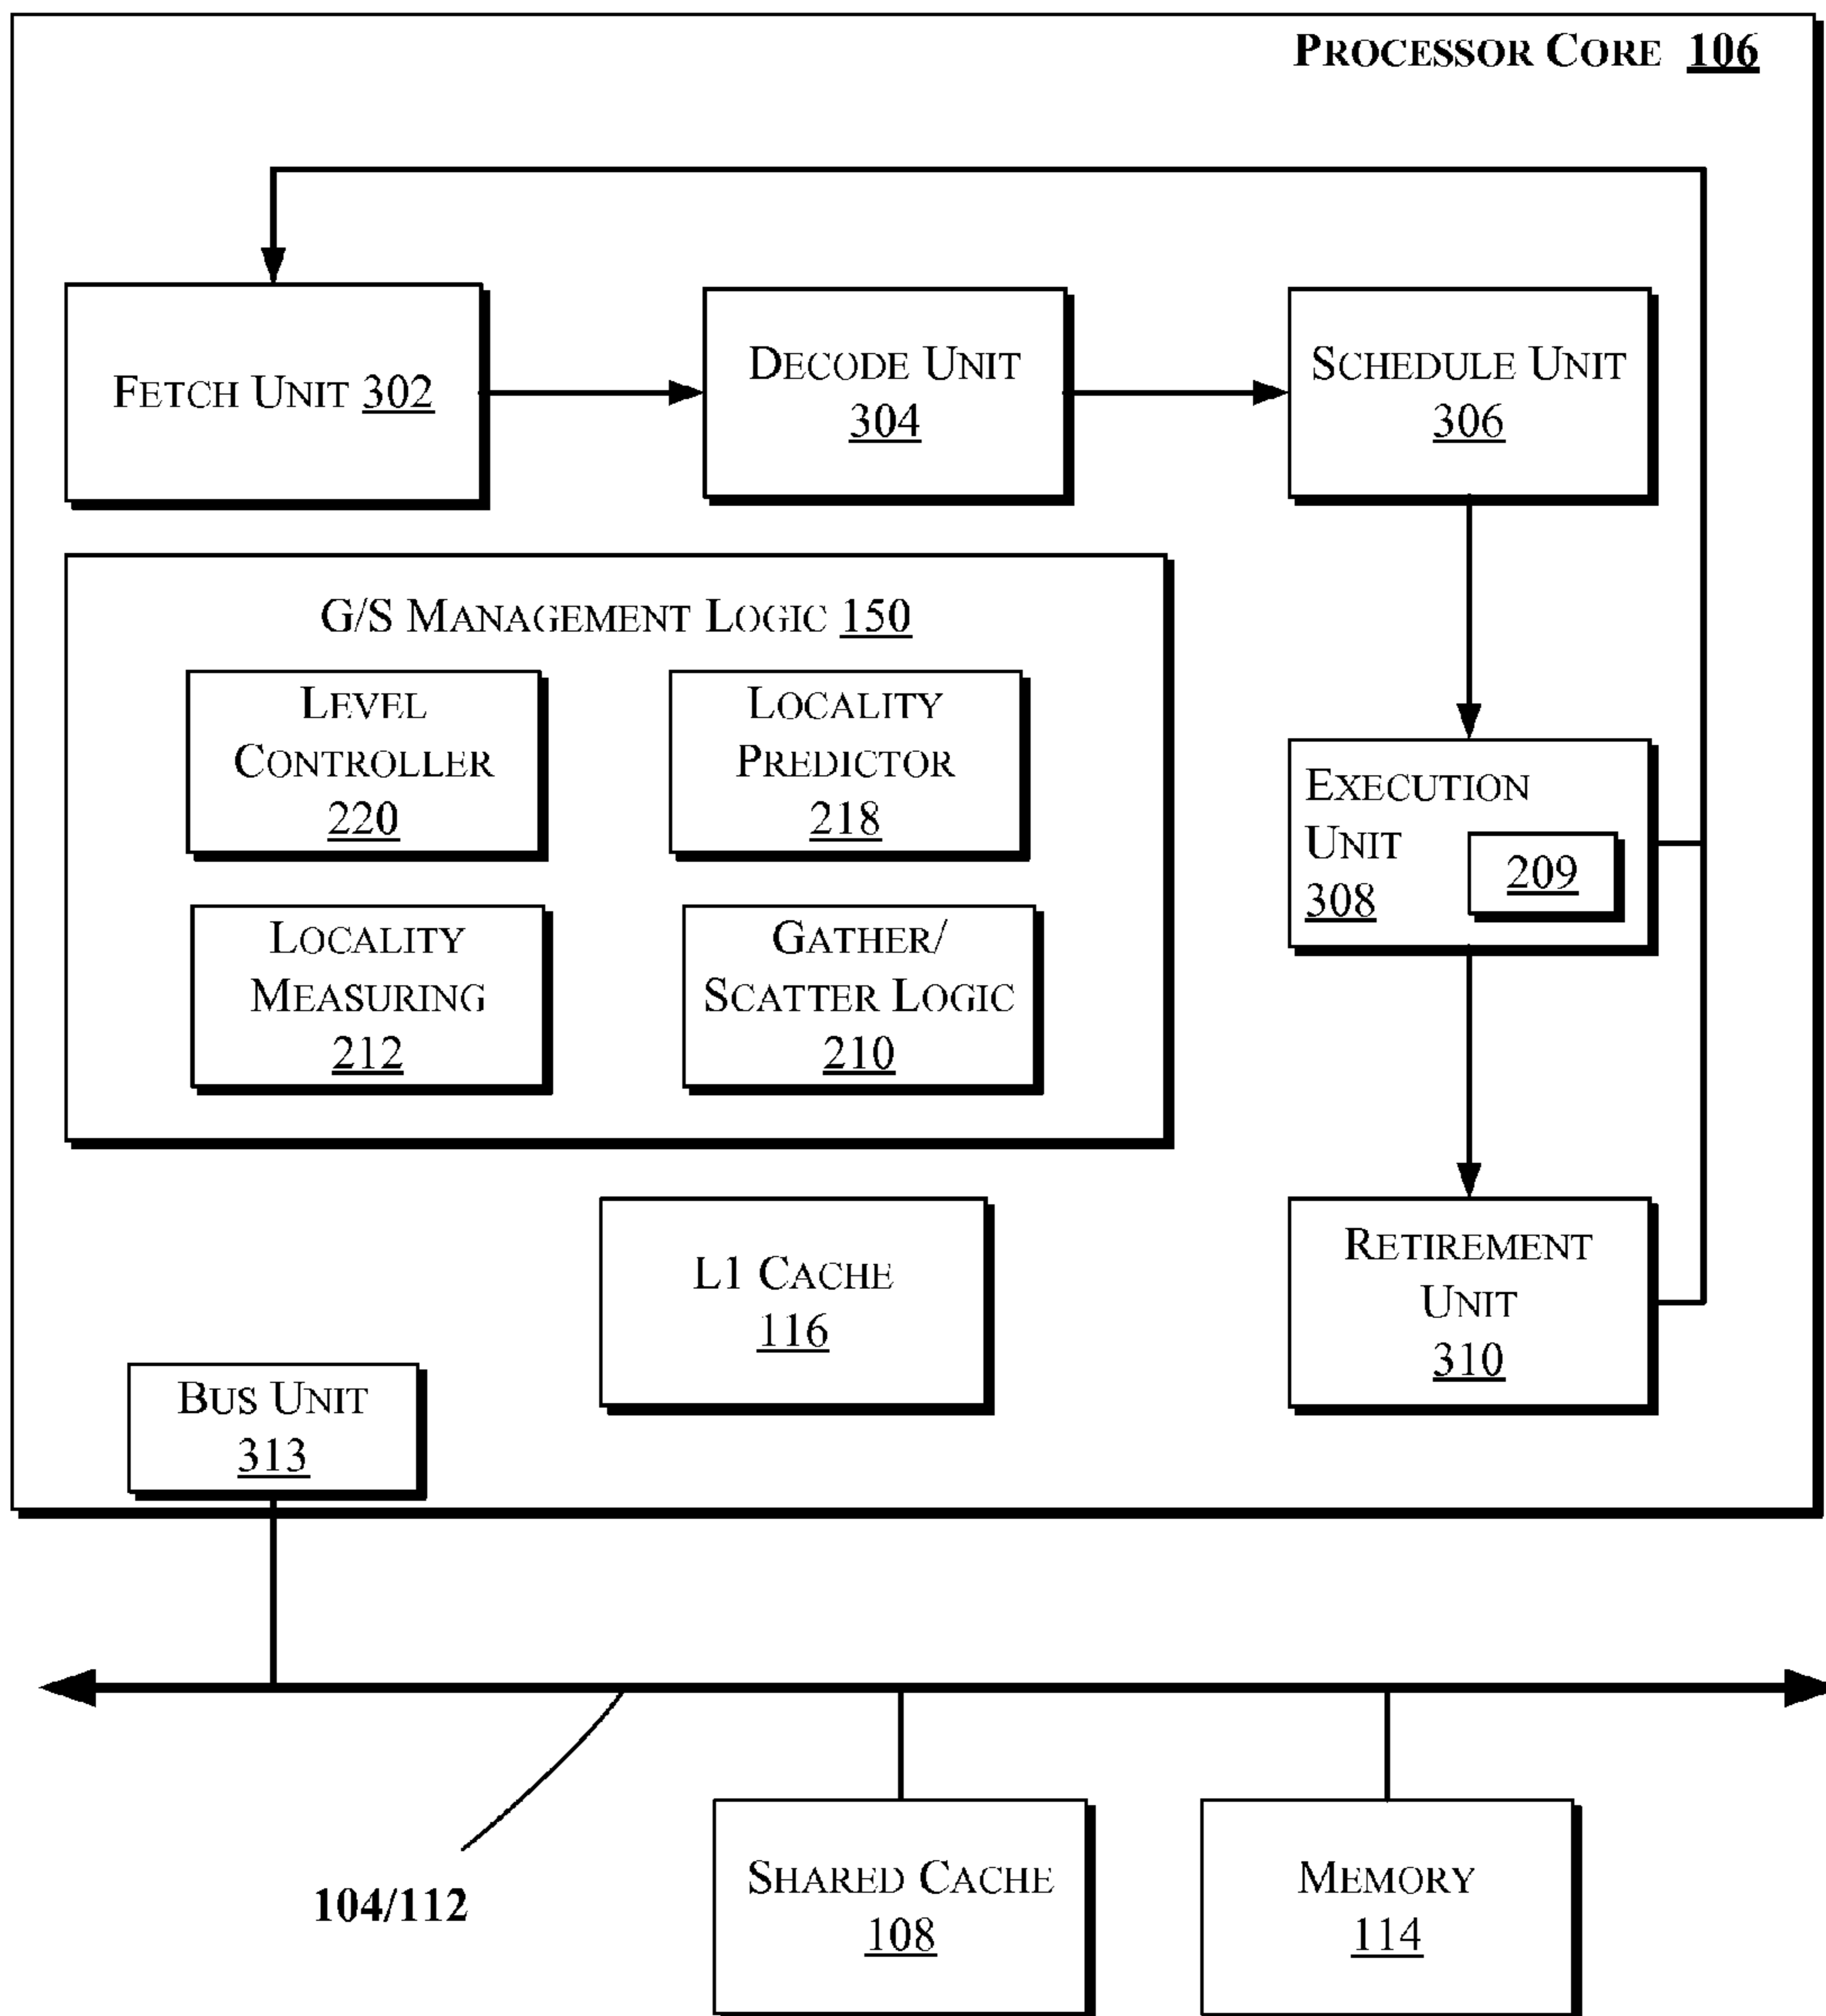 PROCESSOR CORE 106
FETCH UNIT 302
DECODE UNIT
304
SCHEDULE UNIT
306
G/S MANAGEMENT LOGIC 150
LEVEL
CONTROLLER
220
LOCALITY
PREDICTOR
218
LOCALITY
MEASURING
212
GATHER/
SCATTER LOGIC
210
EXECUTION
UNIT
308
209
L1 CACHE
116
RETIREMENT
UNIT
310
BUS UNIT
313
104/112
SHARED CACHE
108
MEMORY
114